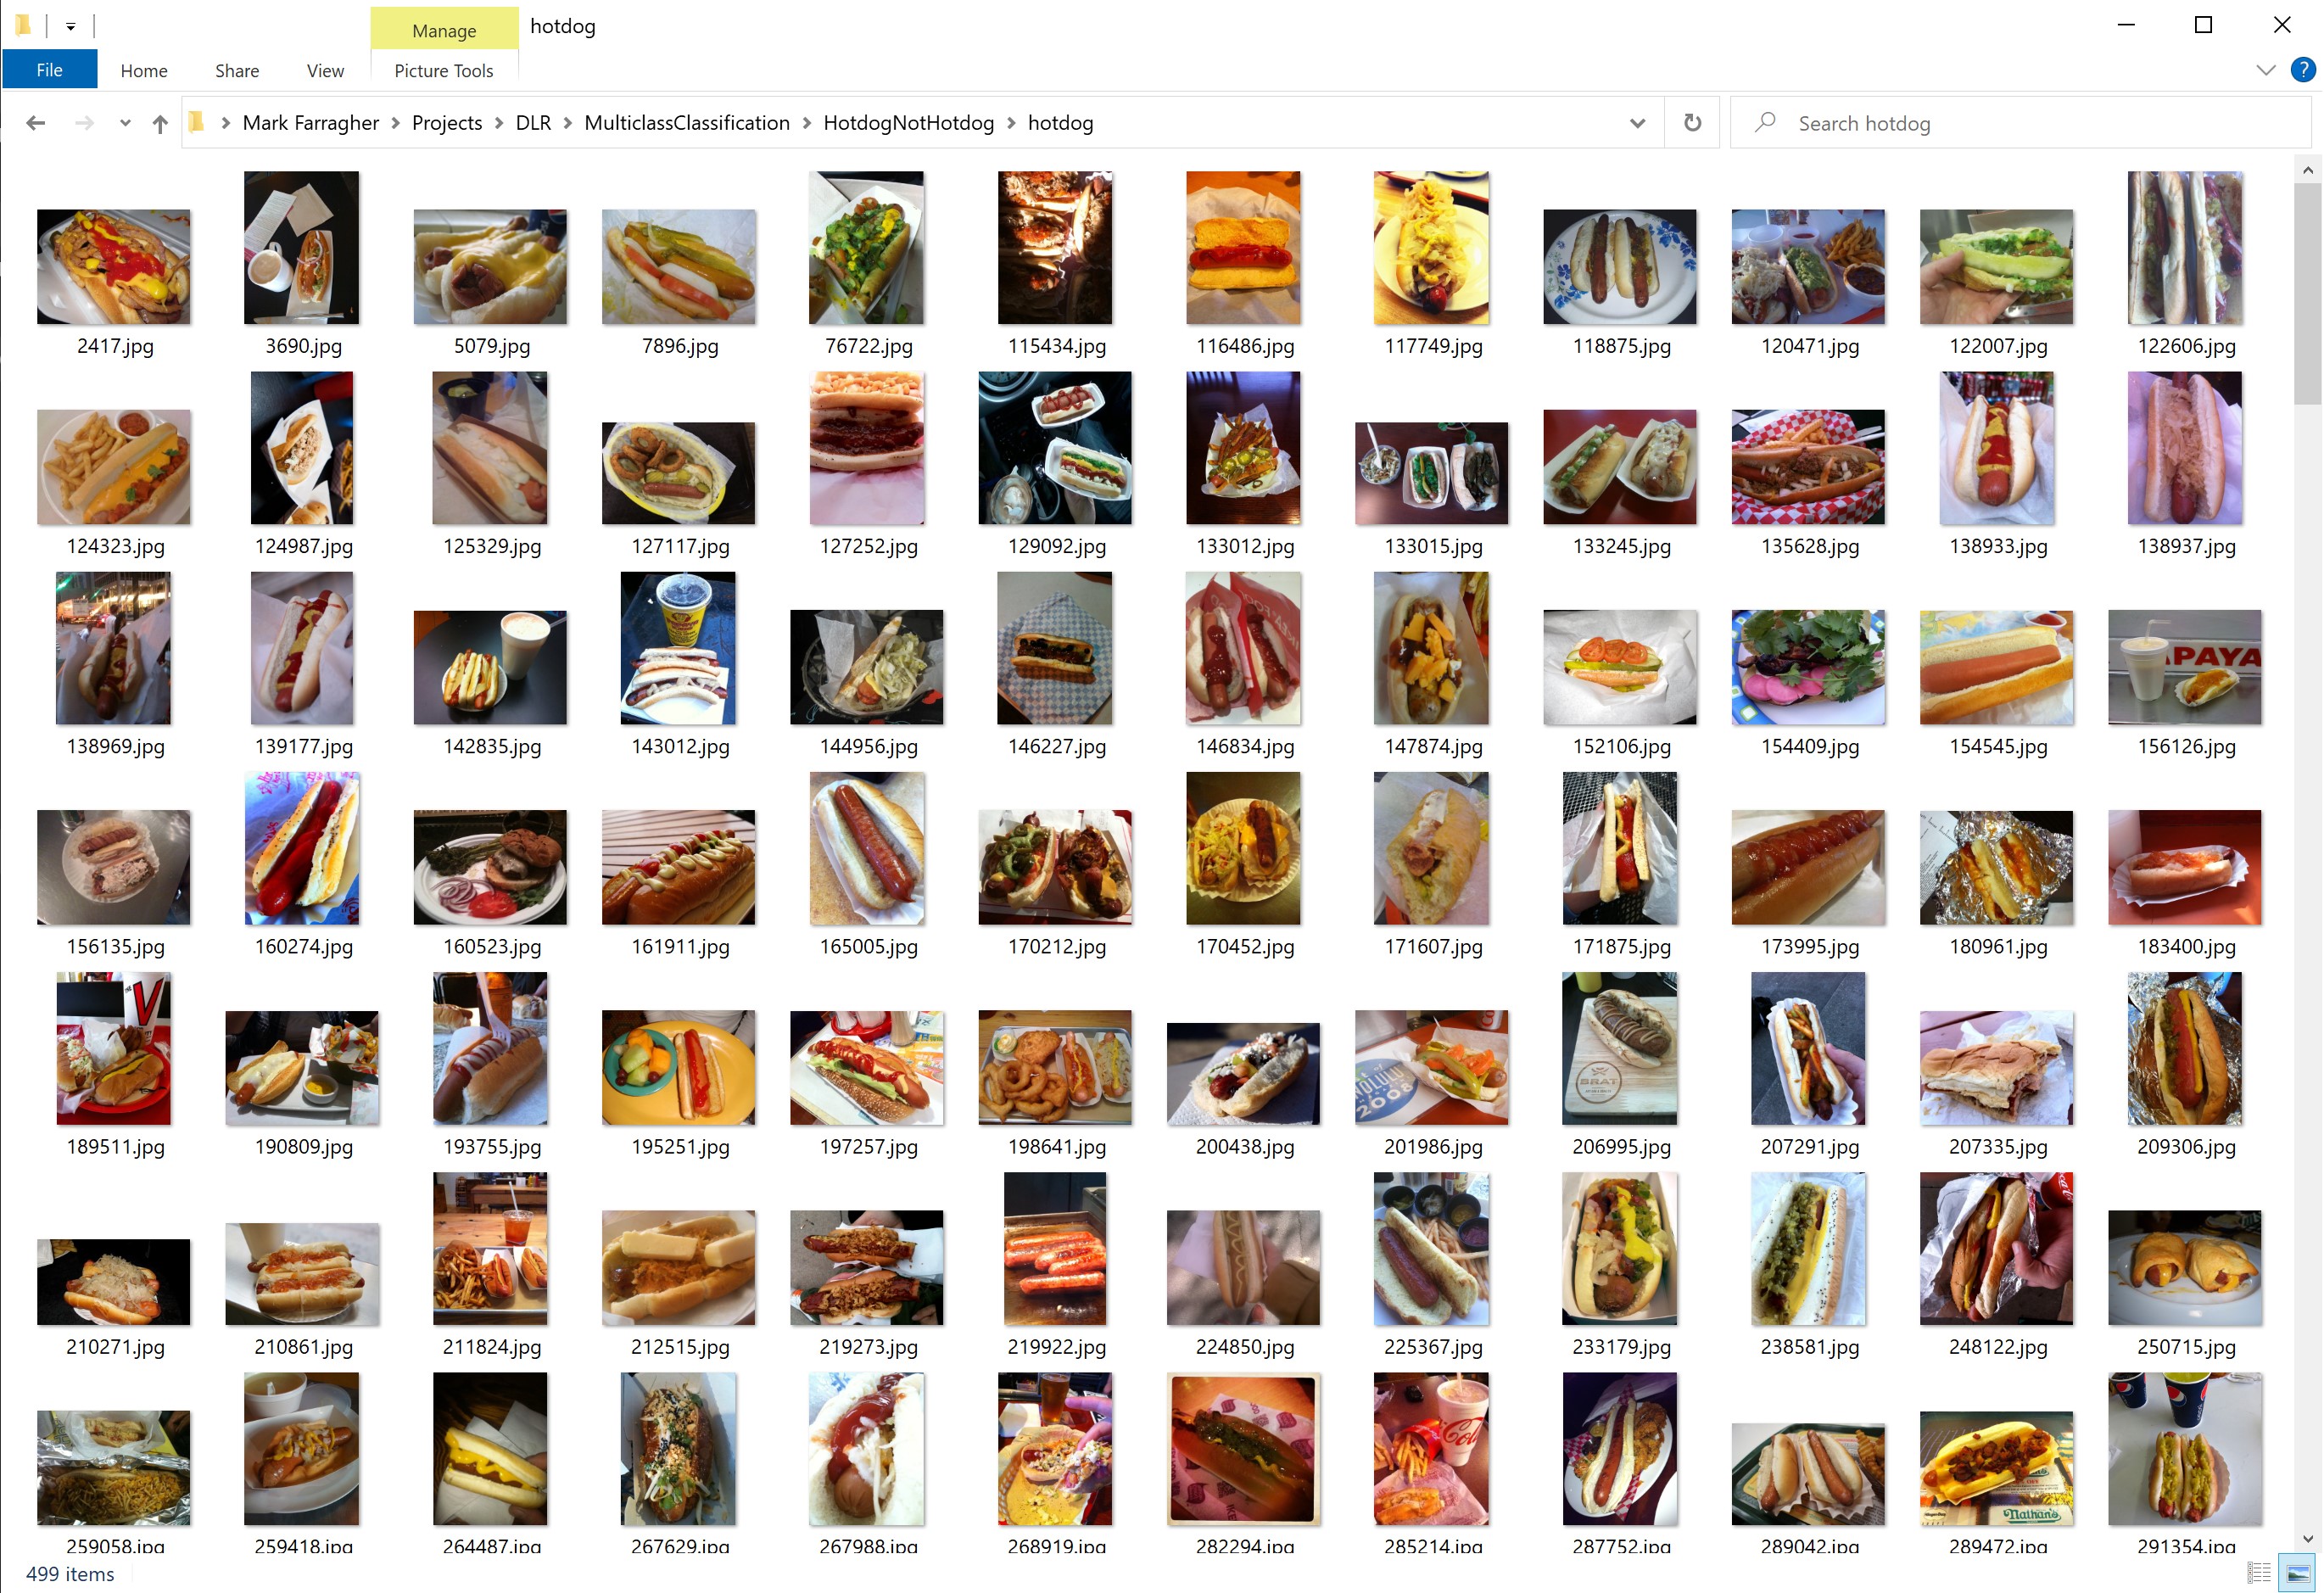 Manage
hotdog
File
Home
Share
View
Picture Tools
Mark Farragher
Projects
DLR
MulticlassClassification
HotdogNotHotdog
hotdog
Search hotdog
2417.jpg 3690.jpg 5079.jpg 7896.jpg 76722.jpg 115434.jpg 116486.jpg 117749.jpg 118875.jpg 120471.jpg 122007.jpg 122606.jpg
124323.jpg 124987.jpg 125329.jpg 127117.jpg 127252.jpg 129092.jpg 133012.jpg 133015.jpg 133245.jpg 135628.jpg 138933.jpg 138937.jpg
APAYA
138969.jpg 139177.jpg 142835.jpg 143012.jpg 144956.jpg 146227.jpg 146834.jpg 147874.jpg 152106.jpg 154409.jpg 154545.jpg 156126.jpg
156135.jpg 160274.jpg 160523.jpg 161911.jpg 165005.jpg 170212.jpg 170452.jpg 171607.jpg 171875.jpg 173995.jpg 180961.jpg 183400.jpg
V
2008
BRAT
189511.jpg 190809.jpg 193755.jpg 195251.jpg 197257.jpg 198641.jpg 200438.jpg 201986.jpg 206995.jpg 207291.jpg 207335.jpg 209306.jpg
210271.jpg 210861.jpg 211824.jpg 212515.jpg 219273.jpg 219922.jpg 224850.jpg 225367.jpg 233179.jpg 238581.jpg 248122.jpg 250715.jpg
Nathan's
259058.jpg 259418.jpg 264487.jpg 267629.jpg 267988.jpg 268919.jpg 282294.jpg 285214.jpg 287752.jpg 289042.jpg 289472.jpg 291354.jpg
499 items